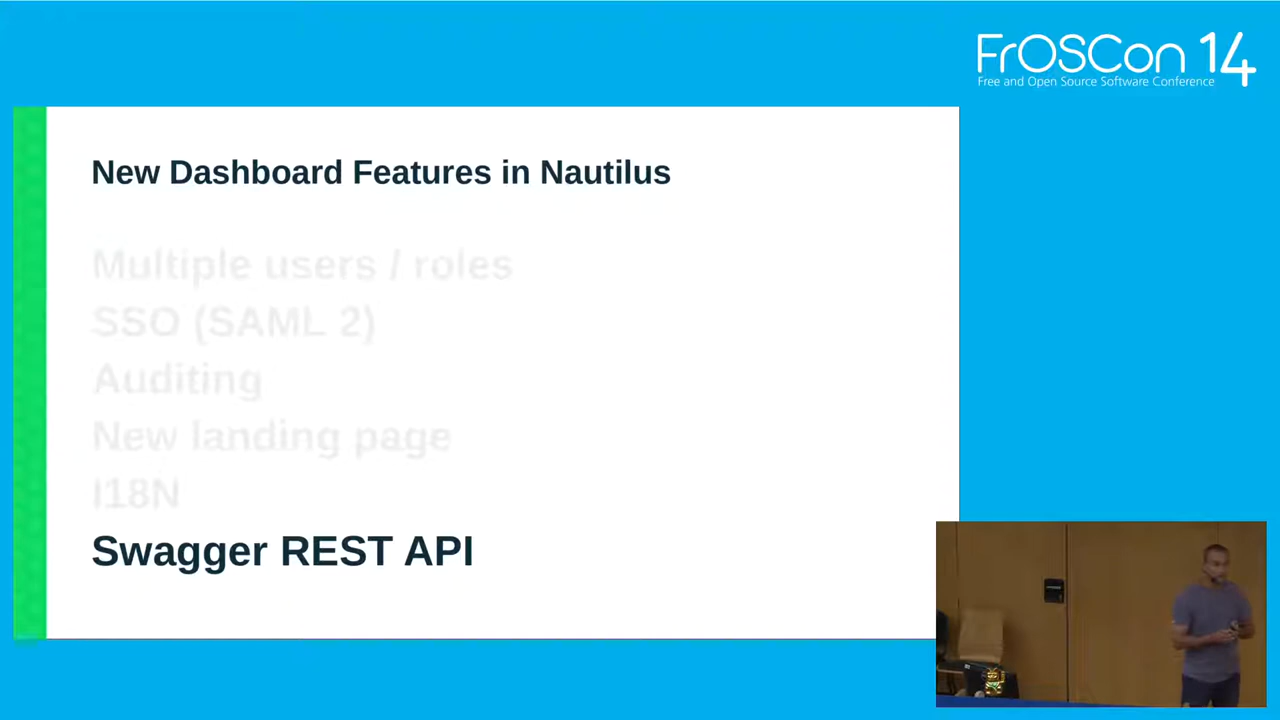 FrOSCon 14
Free and Open Source Software Conference
New Dashboard Features in Nautilus
Multiple users / roles
SSO (SAML 2)
Auditing
New landing page
I18N
Swagger REST API